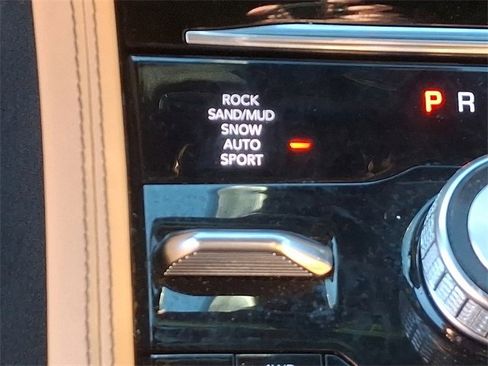 ROCK
SAND/MUD
SNOW
AUTO
SPORT
P R